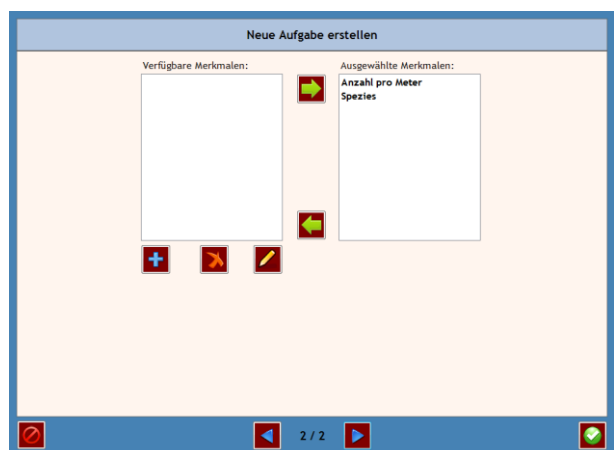 Neue Aufgabe erstellen
Verfügbare Merkmalen:
Ausgewählte Merkmalen:
Anzahl pro Meter
Spezies
2 / 2